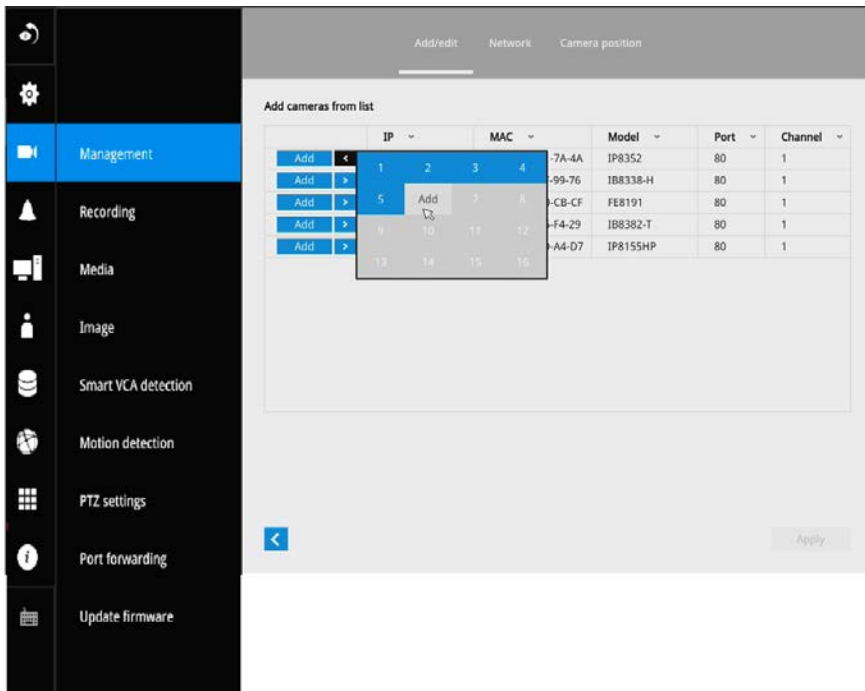 Add/edit Network Camera position
Add cameras from list
IP MAC Model Port Channel
Add 1 2 3 4 -7A-4A IP8352 80 1
Add -99-76 IB8338-H 80 1
Add 5 Add 7 8 -CB-CF FE8191 80 1
Add 9 10 11 12 -F4-29 IB8382-T 80 1
Add 13 14 15 16 -A4-D7 IP8155HP 80 1
Management
Recording
Media
Image
Smart VCA detection
Motion detection
PTZ settings
Port forwarding
Update firmware
Apply